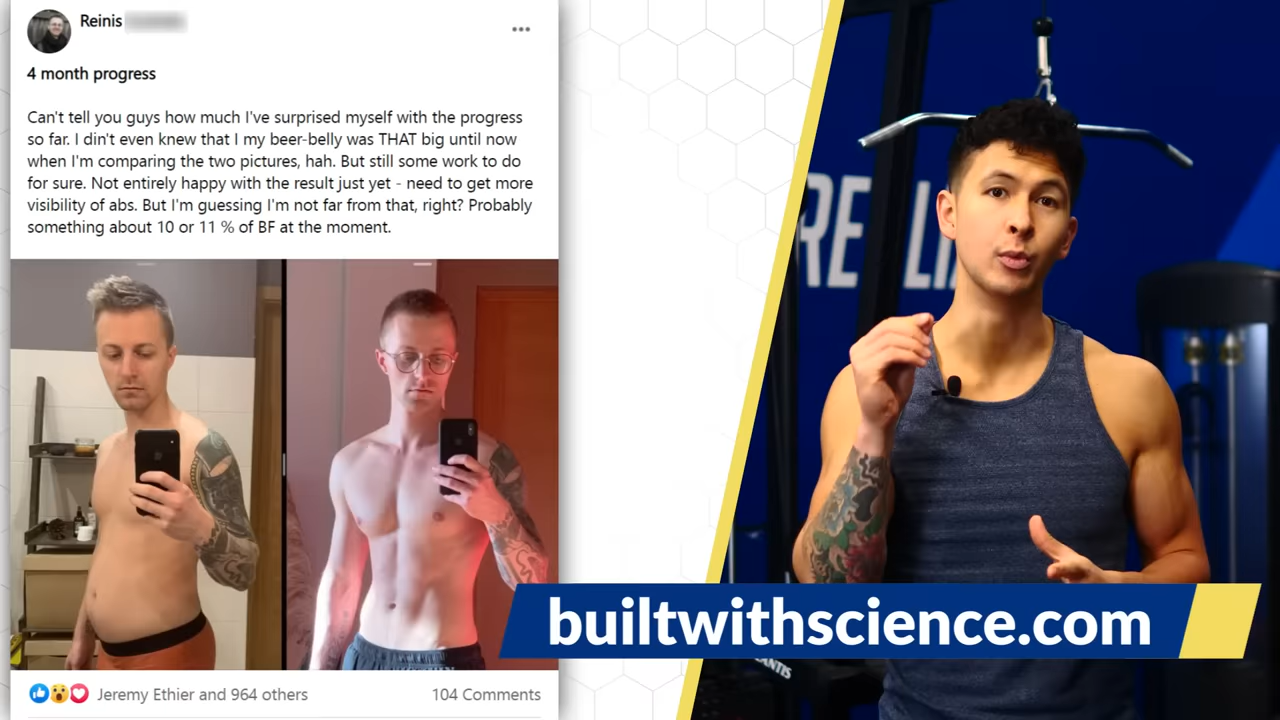 Reinis
4 month progress
Can't tell you guys how much I've surprised myself with the progress
so far. I din't even knew that I my beer-belly was THAT big until now
when I'm comparing the two pictures, hah. But still some work to do
for sure. Not entirely happy with the result just yet - need to get more
visibility of abs. But I'm guessing I'm not far from that, right? Probably
something about 10 or 11 % of BF at the moment.
Jeremy Ethier and 964 others
104 Comments
builtwithscience.com